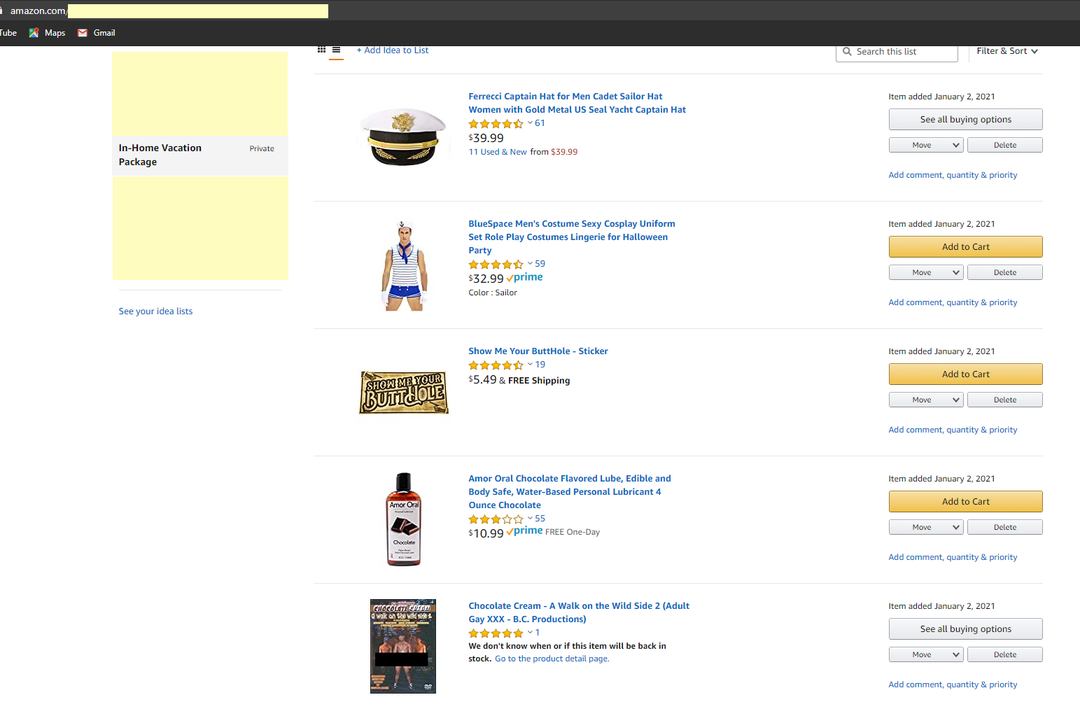 amazon.com/
Tube Maps Gmail
+ Add Idea to List
Search this list
Filter & Sort
In-Home Vacation Package
Private
See your idea lists
Ferrecci Captain Hat for Men Cadet Sailor Hat
Women with Gold Metal US Seal Yacht Captain Hat
61
$39.99
11 Used & New from $39.99
Item added January 2, 2021
See all buying options
Move Delete
Add comment, quantity & priority
BlueSpace Men's Costume Sexy Cosplay Uniform
Set Role Play Costumes Lingerie for Halloween
Party
59
$32.99 prime
Color : Sailor
Item added January 2, 2021
Add to Cart
Move Delete
Add comment, quantity & priority
SHOW ME YOUR
BUTTHOLE
Show Me Your ButtHole - Sticker
19
$5.49 & FREE Shipping
Item added January 2, 2021
Add to Cart
Move Delete
Add comment, quantity & priority
Amor Oral
Chocolate
Amor Oral Chocolate Flavored Lube, Edible and
Body Safe, Water-Based Personal Lubricant 4
Ounce Chocolate
55
$10.99 prime FREE One-Day
Item added January 2, 2021
Add to Cart
Move Delete
Add comment, quantity & priority
CHOCOLATE CREAM
A walk on the wild side 2
Chocolate Cream - A Walk on the Wild Side 2 (Adult
Gay XXX - B.C. Productions)
1
We don't know when or if this item will be back in
stock. Go to the product detail page.
Item added January 2, 2021
See all buying options
Move Delete
Add comment, quantity & priority